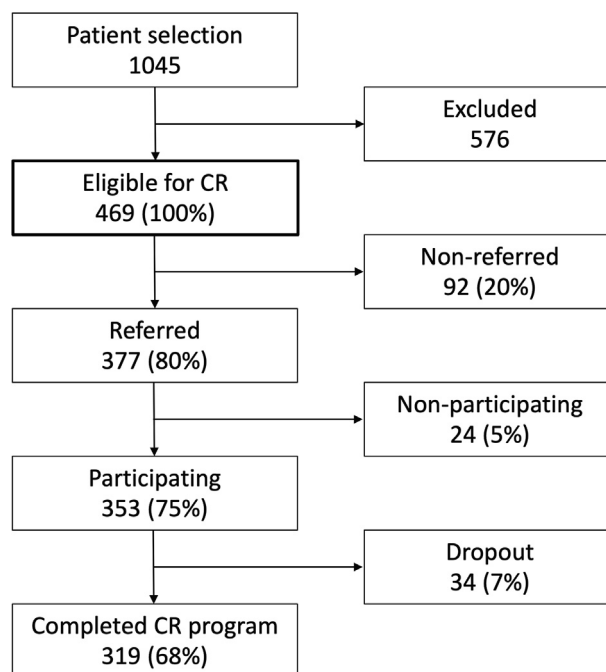 Patient selection
1045
Excluded
576
Eligible for CR
469 (100%)
Non-referred
92 (20%)
Referred
377 (80%)
Non-participating
24 (5%)
Participating
353 (75%)
Dropout
34 (7%)
Completed CR program
319 (68%)